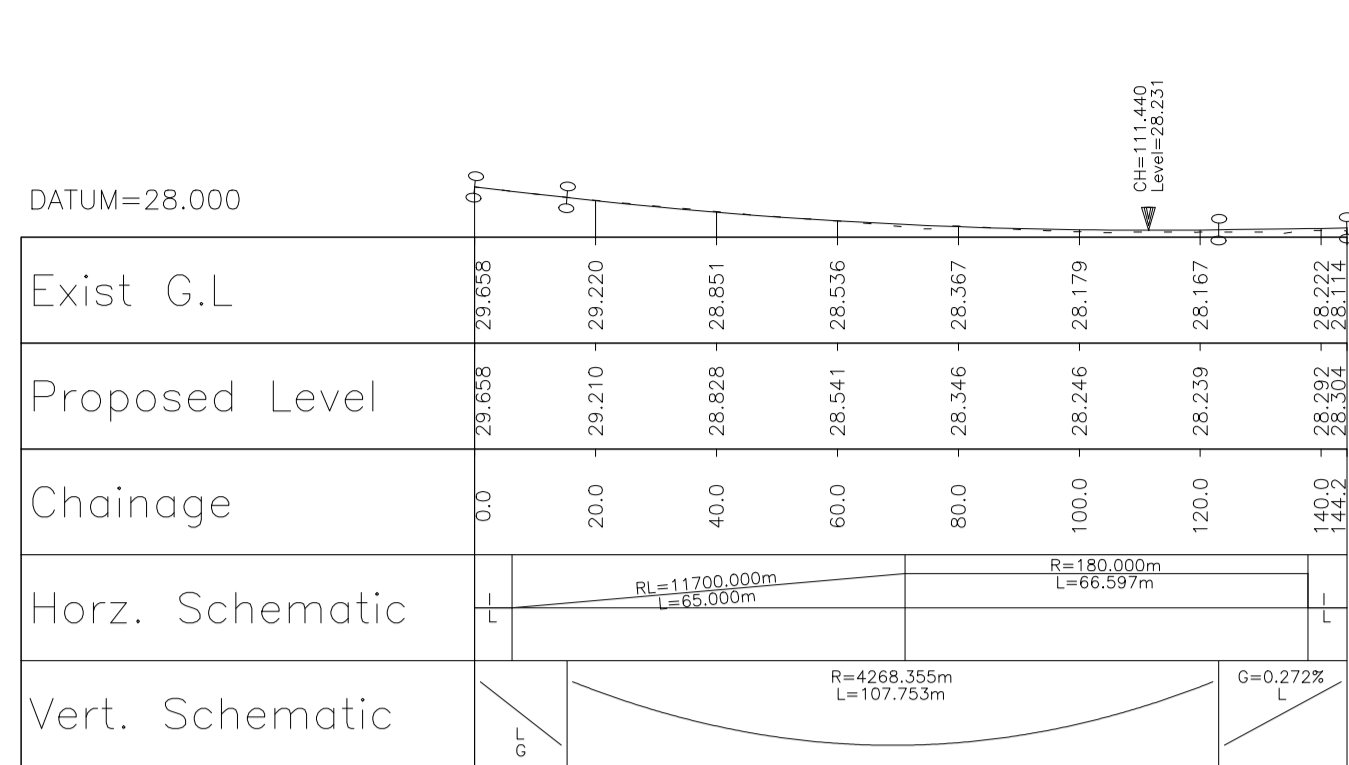 CH=111.440
Level=28.231
DATUM=28.000
Exist G.L
29.658 29.220 28.851 28.536 28.367 28.179 28.167 28.222 28.114
Proposed Level
29.658 29.210 28.828 28.541 28.346 28.246 28.239 28.292 28.304
Chainage
0.0 20.0 40.0 60.0 80.0 100.0 120.0 140.0 144.2
Horz. Schematic
L
RL=11700.000m
L=65.000m
R=180.000m
L=66.597m
L
Vert. Schematic
L
G
R=4268.355m
L=107.753m
G=0.272%
L